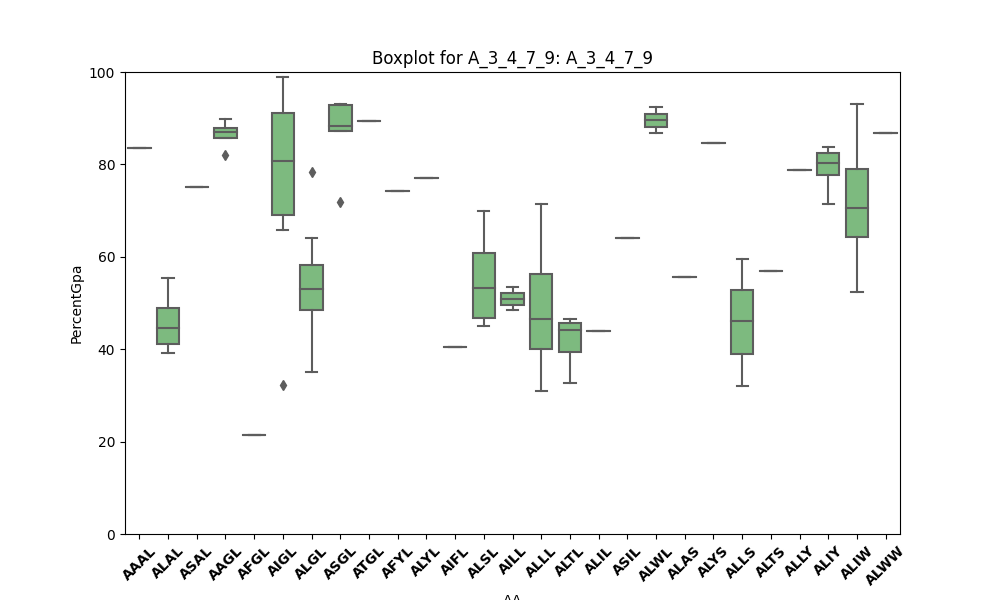 Boxplot for A_3_4_7_9: A_3_4_7_9
100
80
60
40
20
0
PercentGpa
AAAL ALAL ASAL AAGL AFGL AIGL ALGL ASGL ATGL AFYL ALYL AIFL ALSL AILL ALLL ALTL ALIL ASIL ALWL ALAS ALYS ALLS ALTS ALLY ALIY ALIW ALWW
AA